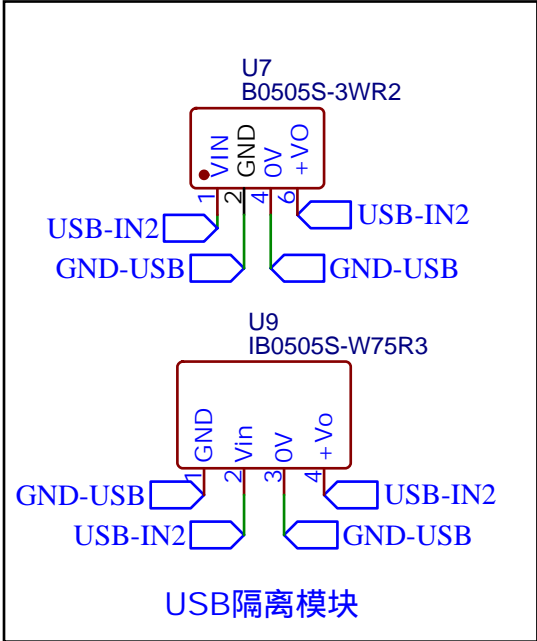 U7
B0505S-3WR2
VIN
GND
0V
+VO
1
2
4
6
USB-IN2
USB-IN2
GND-USB
GND-USB
U9
IB0505S-W75R3
GND
Vin
0V
+Vo
1
2
3
4
GND-USB
USB-IN2
USB-IN2
GND-USB
USB隔离模块